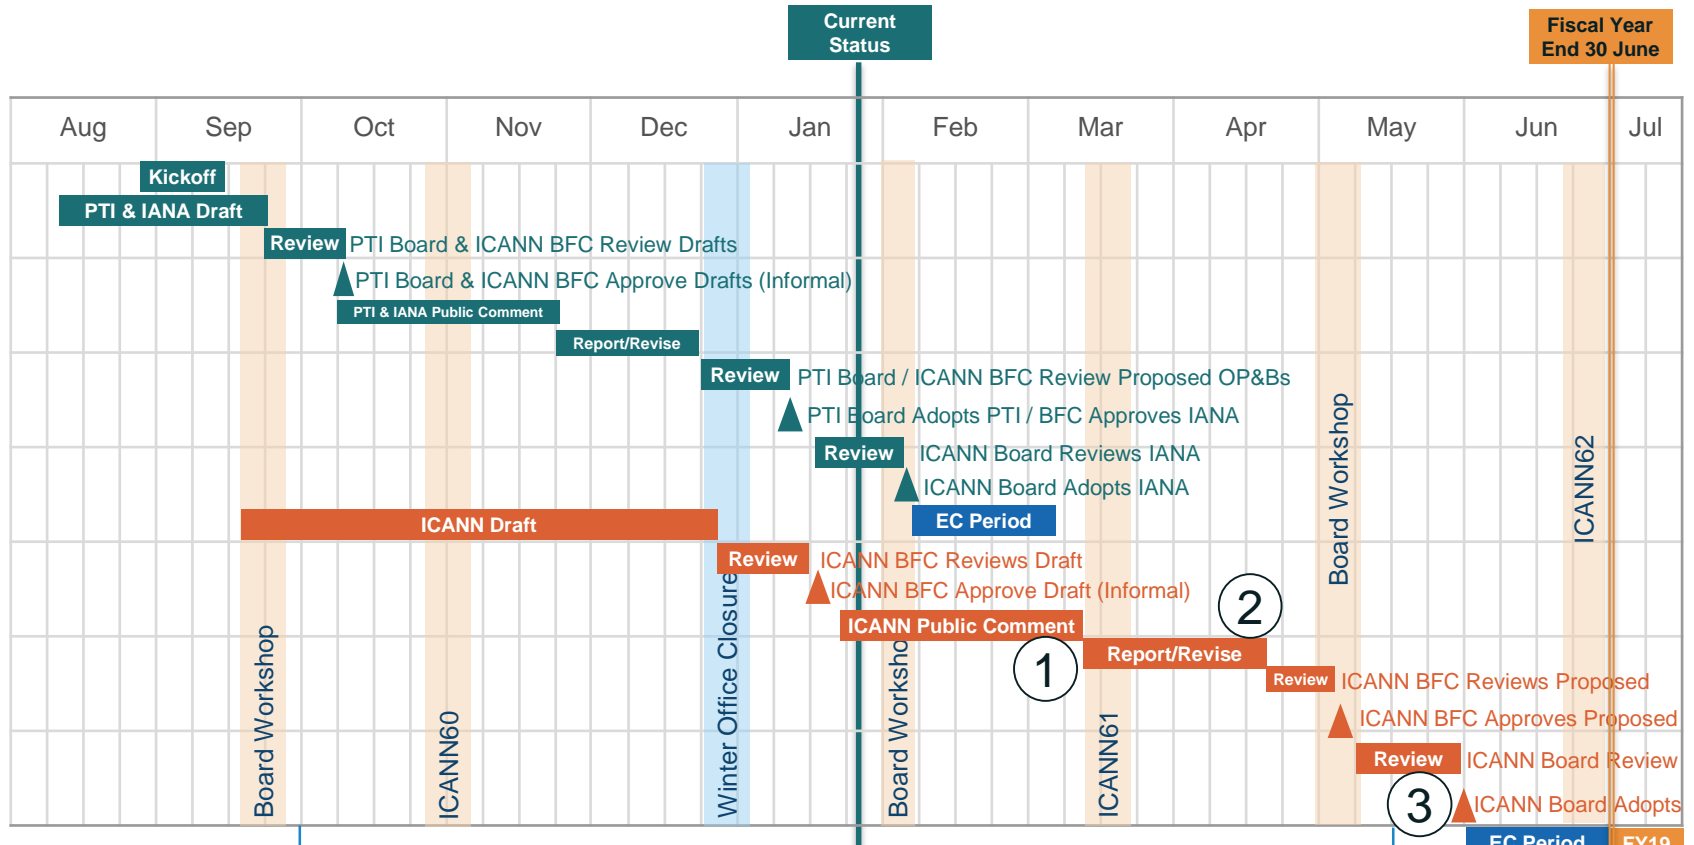 Current
Status
Fiscal Year
End 30 June
Aug
Sep
Oct
Nov
Dec
Jan
Feb
Mar
Apr
May
Jun
Jul
Kickoff
PTI & IANA Draft
Review
PTI Board & ICANN BFC Review Drafts
PTI Board & ICANN BFC Approve Drafts (Informal)
PTI & IANA Public Comment
Report/Revise
Review
PTI Board / ICANN BFC Review Proposed OP&Bs
PTI Board Adopts PTI / BFC Approves IANA
Review
ICANN Board Reviews IANA
ICANN Board Adopts IANA
ICANN Draft
EC Period
Review
ICANN BFC Reviews Draft
ICANN BFC Approve Draft (Informal)
ICANN Public Comment
2
1
Report/Revise
Review
ICANN BFC Reviews Proposed
ICANN BFC Approves Proposed
Review
ICANN Board Review
3
ICANN Board Adopts
EC Period
FY19
Board Workshop
ICANN60
Winter Office Closure
Board Workshop
ICANN61
Board Workshop
ICANN62